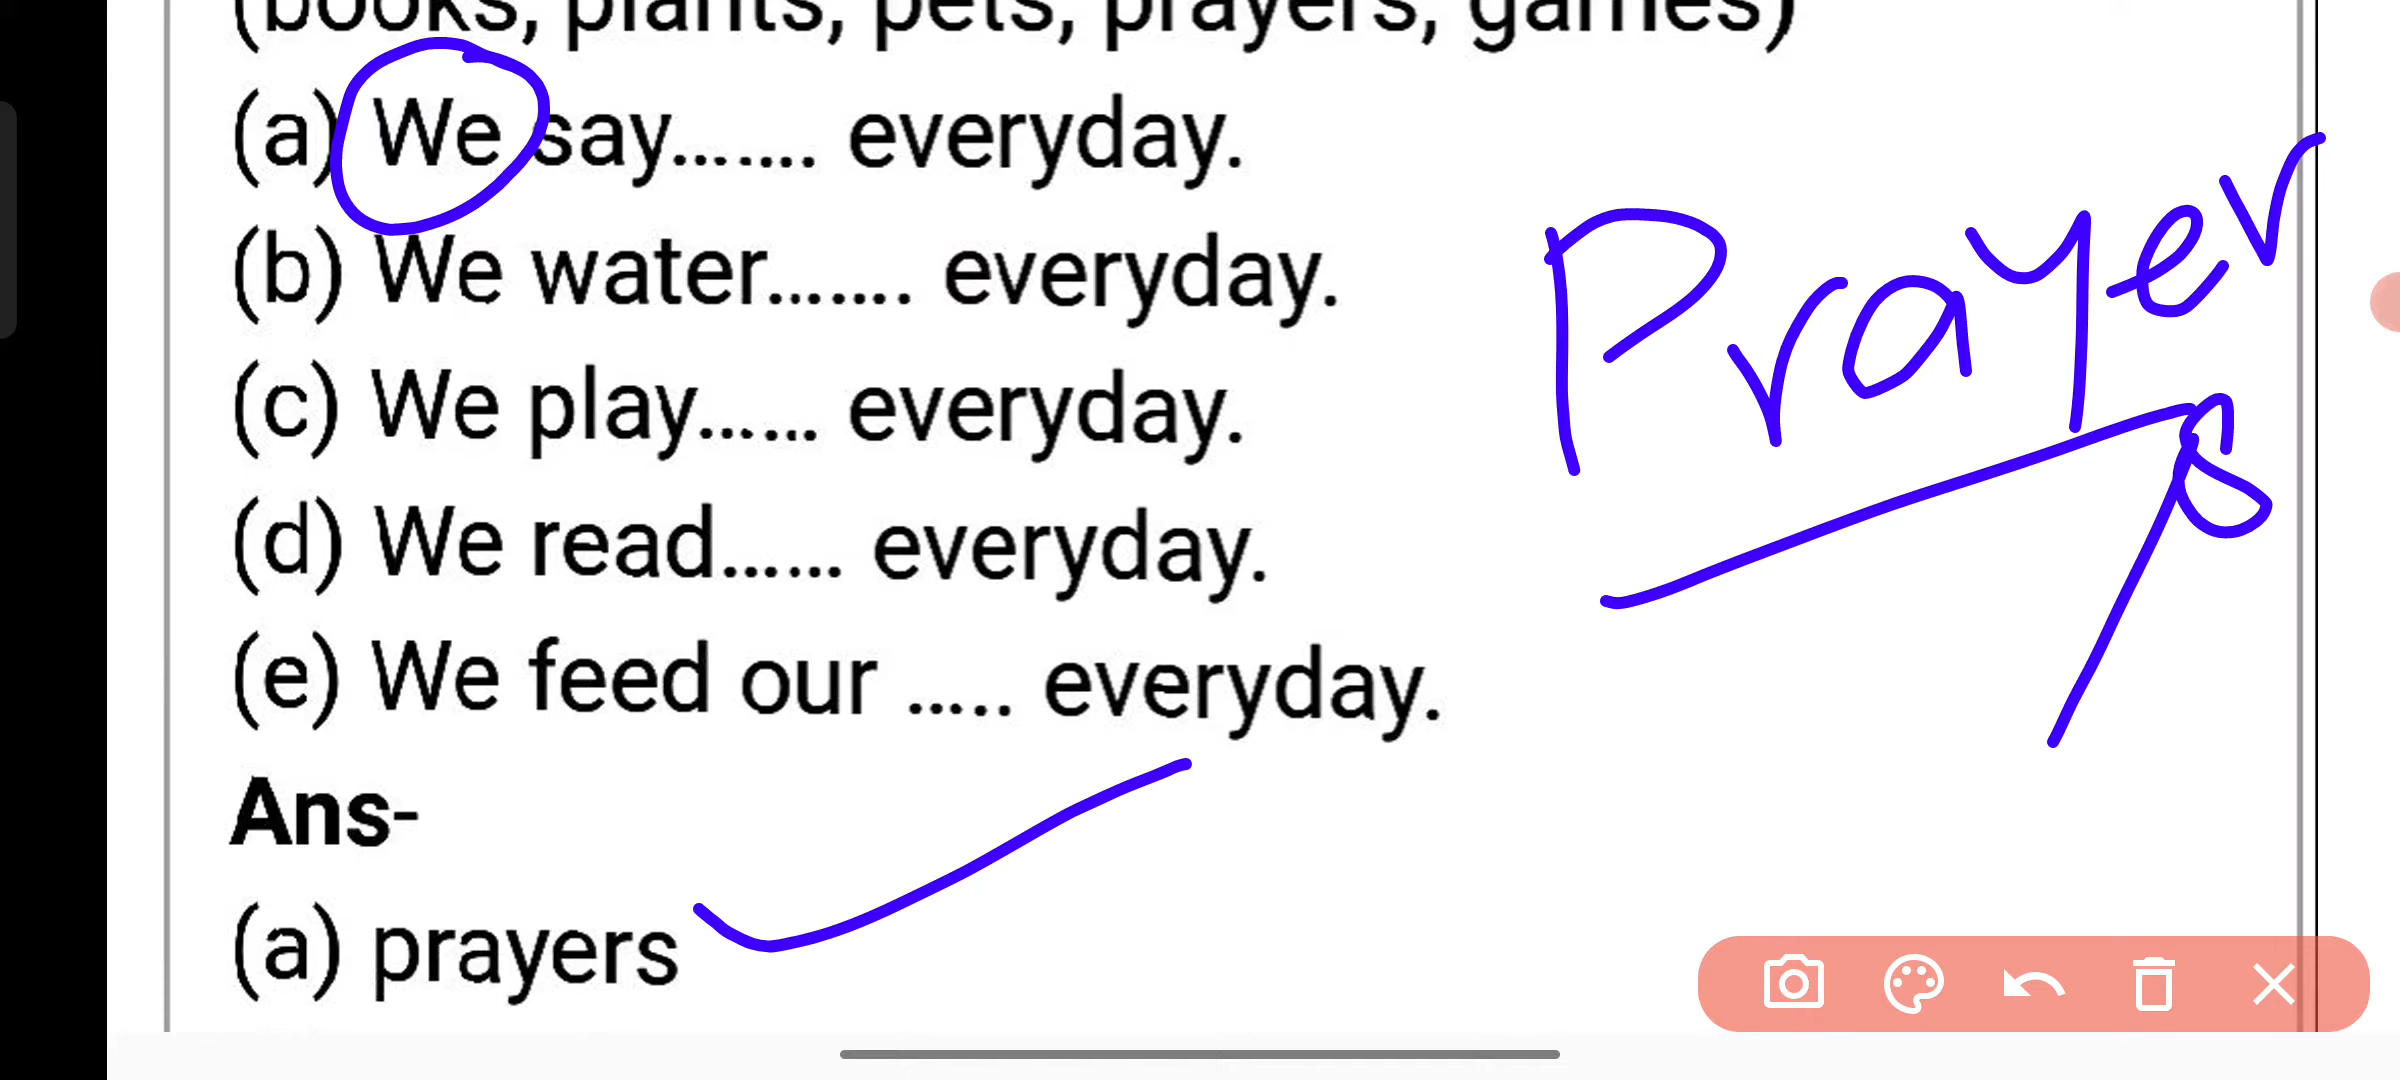 (books, plants, pets, prayers, games)
(a) We say....... everyday.
(b) We water....... everyday.
(c) We play...... everyday.
(d) We read...... everyday.
(e) We feed our ..... everyday.
Ans-
(a) prayers
Prayer
s